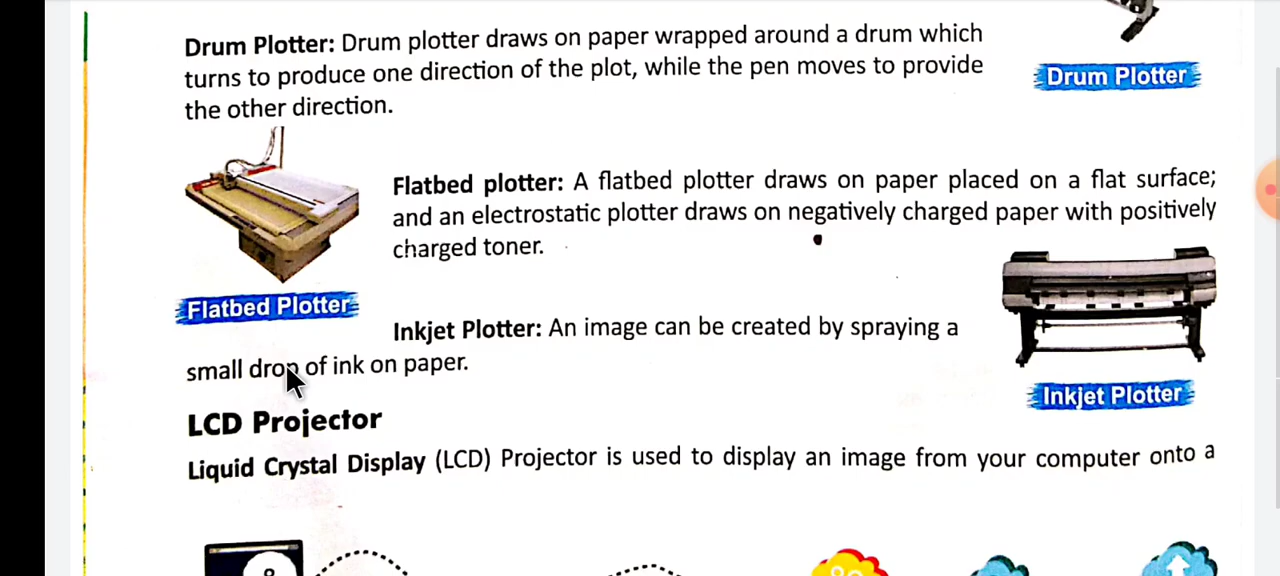 Drum Plotter: Drum plotter draws on paper wrapped around a drum which
turns to produce one direction of the plot, while the pen moves to provide
the other direction.
Drum Plotter
Flatbed plotter: A flatbed plotter draws on paper placed on a flat surface;
and an electrostatic plotter draws on negatively charged paper with positively
charged toner.
Flatbed Plotter
Inkjet Plotter: An image can be created by spraying a
small drop of ink on paper.
Inkjet Plotter
LCD Projector
Liquid Crystal Display (LCD) Projector is used to display an image from your computer onto a